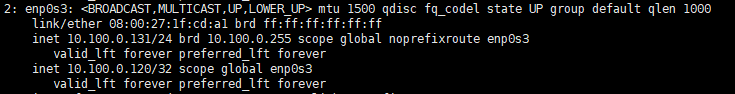 2: enp0s3: <BROADCAST,MULTICAST,UP,LOWER_UP> mtu 1500 qdisc fq_codel state UP group default qlen 1000
link/ether 08:00:27:1f:cd:a1 brd ff:ff:ff:ff:ff:ff
inet 10.100.0.131/24 brd 10.100.0.255 scope global noprefixroute enp0s3
valid_lft forever preferred_lft forever
inet 10.100.0.120/32 scope global enp0s3
valid_lft forever preferred_lft forever